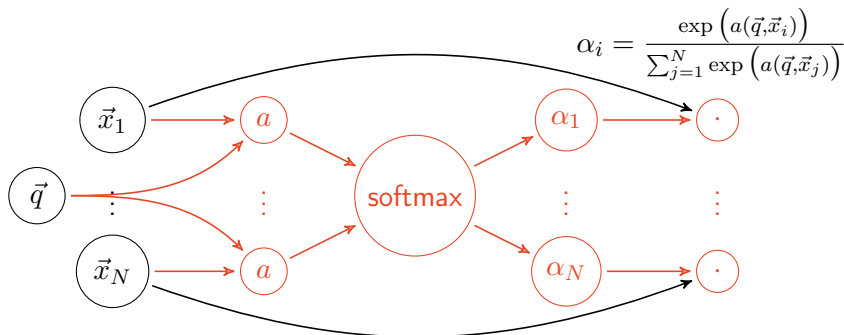 α_i = exp(a(q⃗,x⃗_i)) / ∑_{j=1}^{N} exp(a(q⃗,x⃗_j))
x⃗_1 a α_1 ·
q⃗ ⋮ ⋮ softmax ⋮ ⋮
x⃗_N a α_N ·